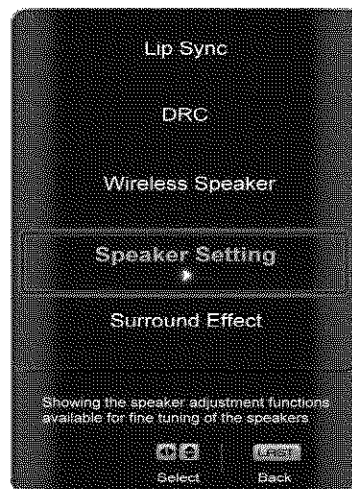 Lip Sync
DRC
Wireless Speaker
Speaker Setting
Surround Effect
Showing the speaker adjustment functions
available for fine tuning of the speakers
LAST
Select Back